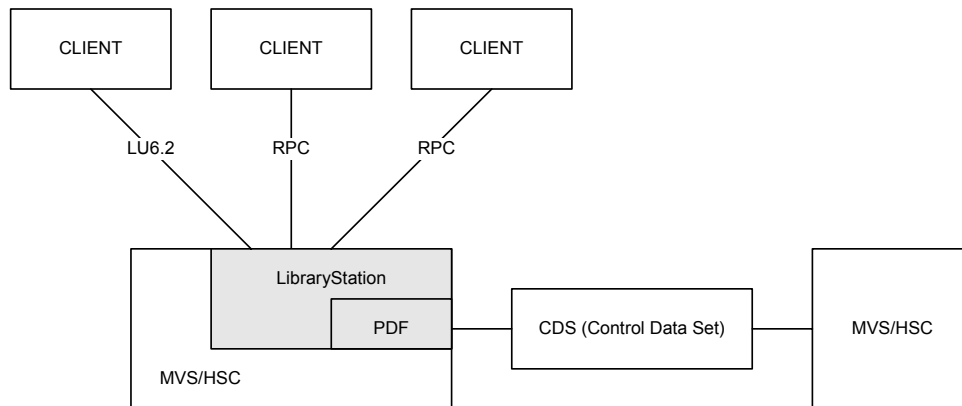 CLIENT
CLIENT
CLIENT
LU6.2
RPC
RPC
LibraryStation
PDF
CDS (Control Data Set)
MVS/HSC
MVS/HSC